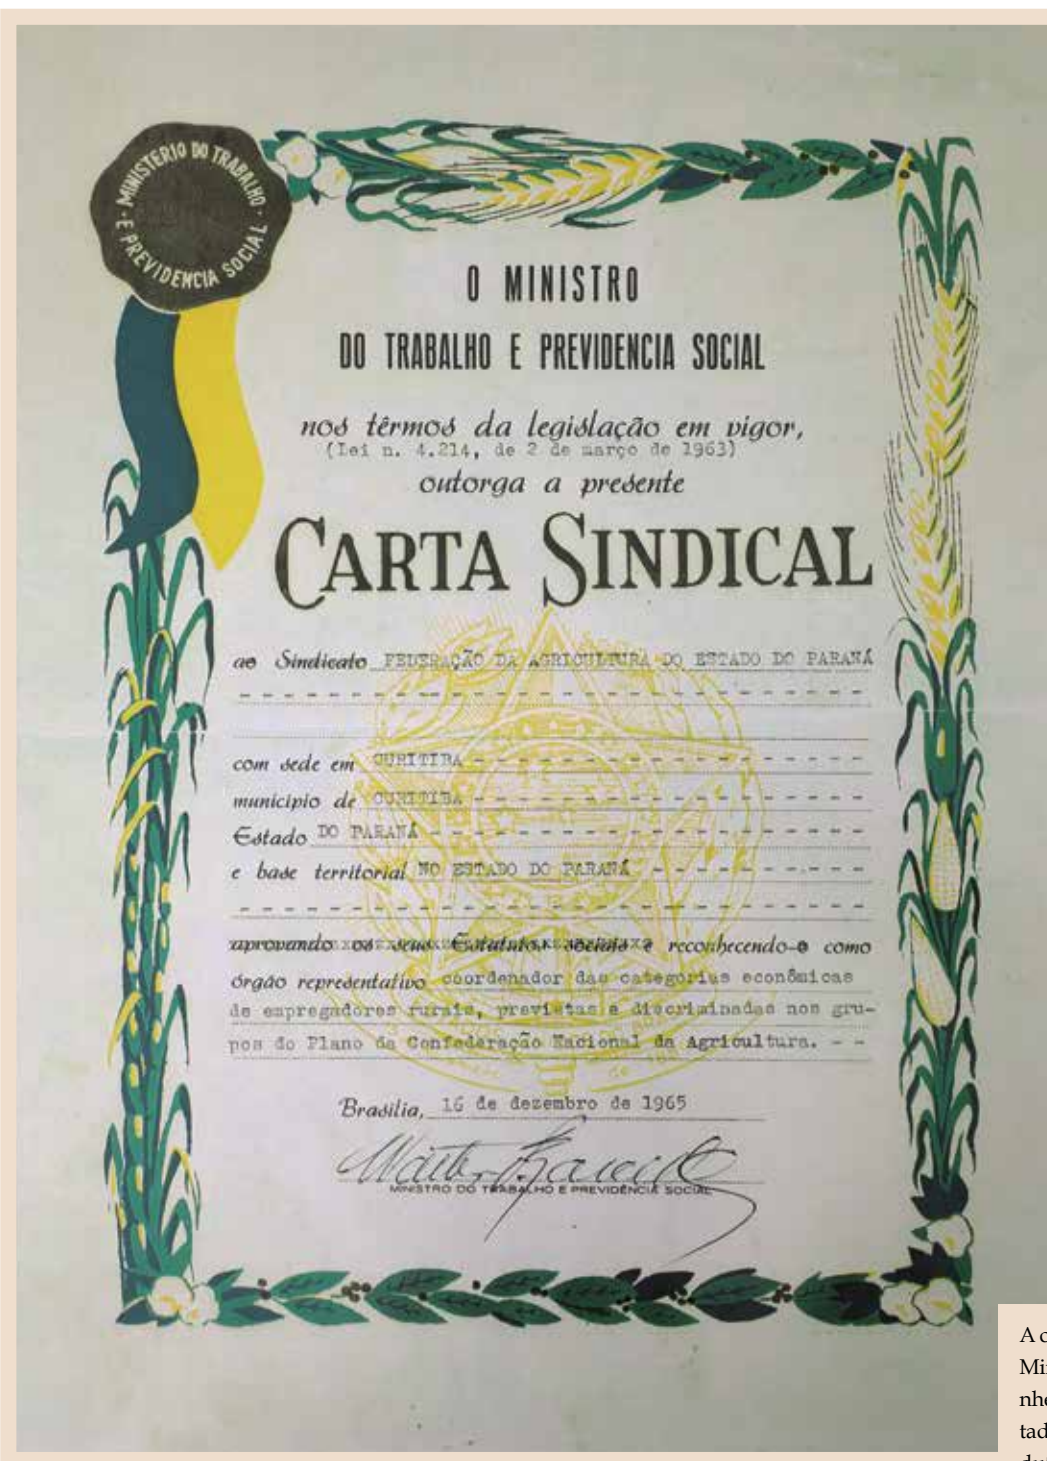 MINISTERIO DO TRABALHO
E PREVIDENCIA SOCIAL
O MINISTRO
DO TRABALHO E PREVIDENCIA SOCIAL
nos têrmos da legislação em vigor,
(Lei n. 4.214, de 2 de março de 1963)
outorga a presente
CARTA SINDICAL
ao Sindicato FEDERAÇÃO DA AGRICULTURA DO ESTADO DO PARANÁ
com sede em CURITIBA
município de CURITIBA
Estado DO PARANÁ
e base territorial NO ESTADO DO PARANÁ
aprovando os seus Estatutos sociais e reconhecendo-o como
órgão representativo coordenador das categorias econômicas
de empregadores rurais, previstas e discriminadas nos gru-
pos do Plano da Confederação Nacional da Agricultura.
Brasilia, 16 de dezembro de 1965
MINISTRO DO TRABALHO E PREVIDÊNCIA SOCIAL
A
Mi
nh
tad